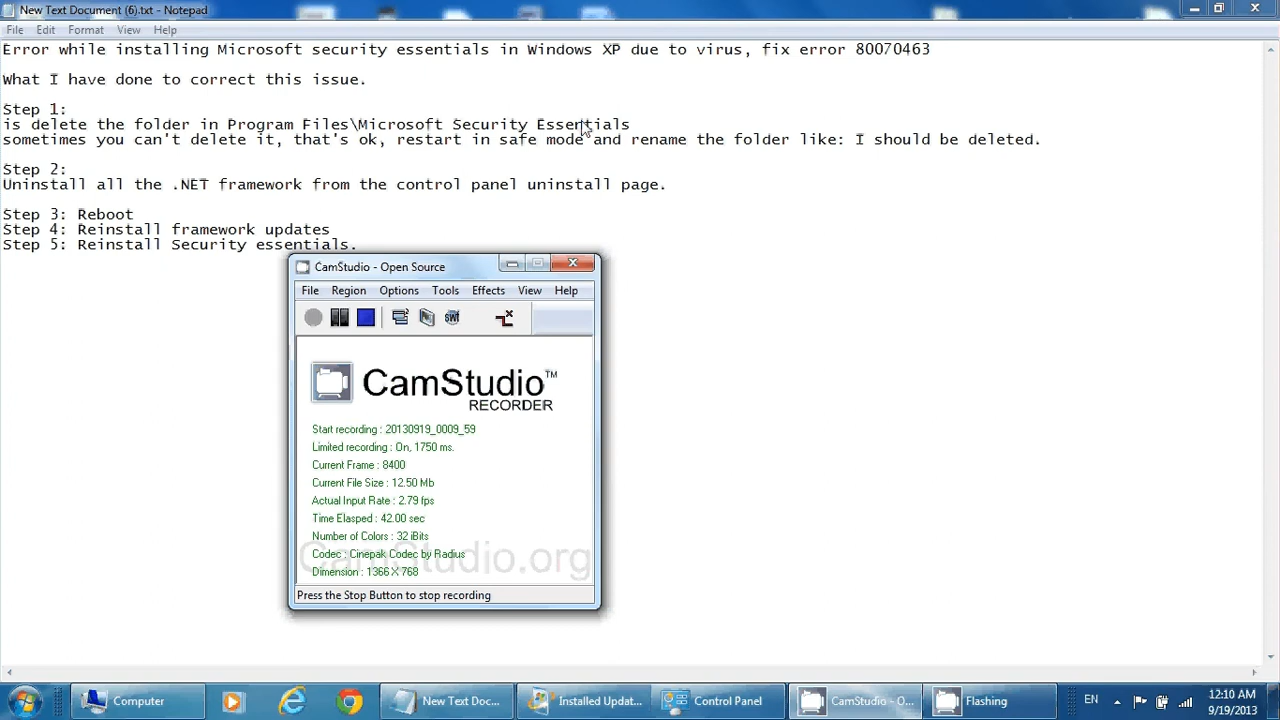 New Text Document (6).txt - Notepad
File Edit Format View Help
Error while installing Microsoft security essentials in Windows XP due to virus, fix error 80070463
What I have done to correct this issue.
Step 1:
is delete the folder in Program Files\Microsoft Security Essentials
sometimes you can't delete it, that's ok, restart in safe mode and rename the folder like: I should be deleted.
Step 2:
Uninstall all the .NET framework from the control panel uninstall page.
Step 3: Reboot
Step 4: Reinstall framework updates
Step 5: Reinstall Security essentials.
CamStudio - Open Source
File Region Options Tools Effects View Help
SWF
CamStudio™
RECORDER
Start recording : 20130919_0009_59
Limited recording : On, 1750 ms.
Current Frame : 8400
Current File Size : 12.50 Mb
Actual Input Rate : 2.79 fps
Time Elasped : 42.00 sec
Number of Colors : 32 iBits
Codec : Cinepak Codec by Radius
CamStudio.org
Dimension : 1366 X 768
Press the Stop Button to stop recording
Computer New Text Doc... Installed Updat... Control Panel CamStudio - O... Flashing EN 12:10 AM
9/19/2013